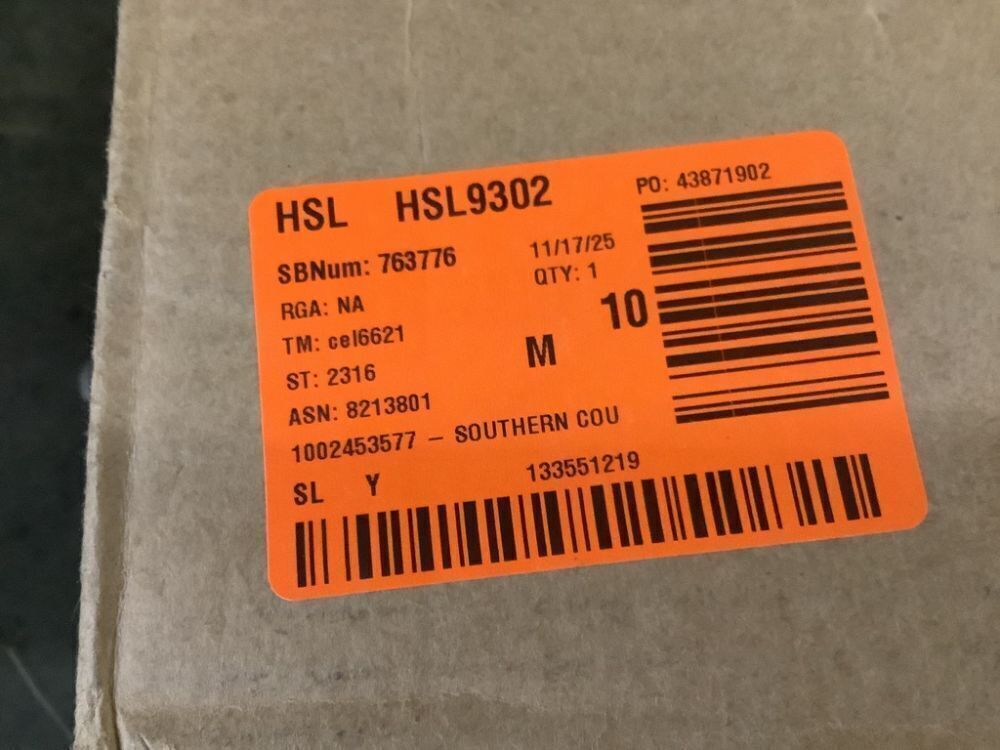 HSL HSL9302 PO: 43871902
SBNum: 763776 11/17/25
RGA: NA QTY: 1
TM: cel6621 M 10
ST: 2316
ASN: 8213801
1002453577 – SOUTHERN COU
SL Y 133551219